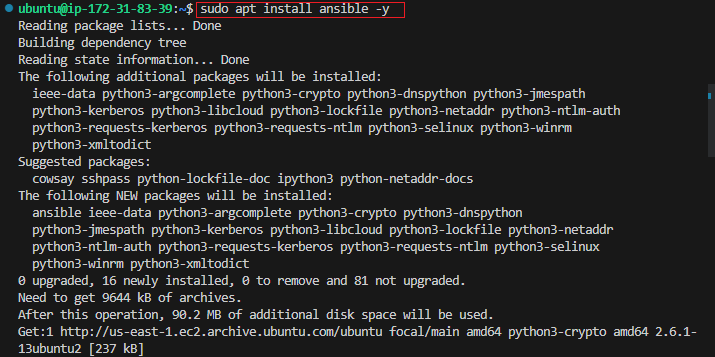 ubuntu@ip-172-31-83-39:~$ sudo apt install ansible -y
Reading package lists... Done
Building dependency tree
Reading state information... Done
The following additional packages will be installed:
ieee-data python3-argcomplete python3-crypto python3-dnspython python3-jmespath
python3-kerberos python3-libcloud python3-lockfile python3-netaddr python3-ntlm-auth
python3-requests-kerberos python3-requests-ntlm python3-selinux python3-winrm
python3-xmltodict
Suggested packages:
cowsay sshpass python-lockfile-doc ipython3 python-netaddr-docs
The following NEW packages will be installed:
ansible ieee-data python3-argcomplete python3-crypto python3-dnspython
python3-jmespath python3-kerberos python3-libcloud python3-lockfile python3-netaddr
python3-ntlm-auth python3-requests-kerberos python3-requests-ntlm python3-selinux
python3-winrm python3-xmltodict
0 upgraded, 16 newly installed, 0 to remove and 81 not upgraded.
Need to get 9644 kB of archives.
After this operation, 90.2 MB of additional disk space will be used.
Get:1 http://us-east-1.ec2.archive.ubuntu.com/ubuntu focal/main amd64 python3-crypto amd64 2.6.1-
13ubuntu2 [237 kB]